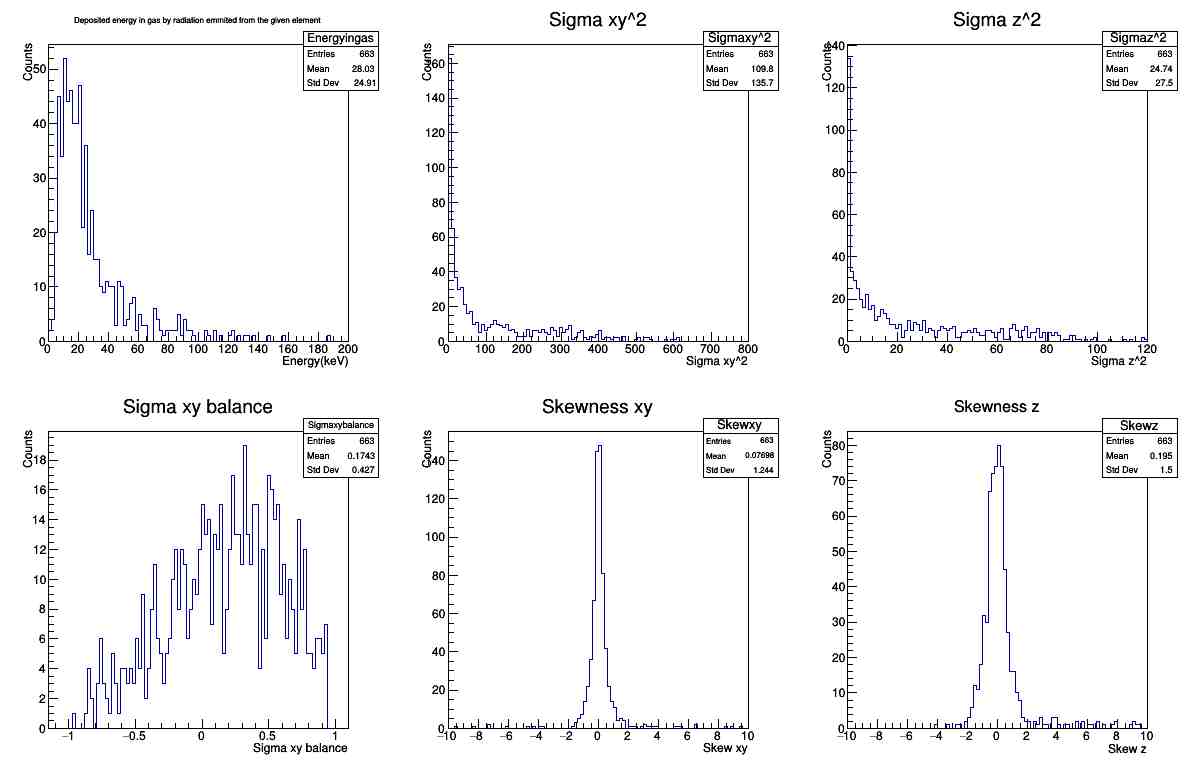 Deposited energy in gas by radiation emmited from the given element
Counts
Energyingas
Entries 663
Mean 28.03
Std Dev 24.91
50
40
30
20
10
0
0 20 40 60 80 100 120 140 160 180 200
Energy(keV)
Sigma xy^2
Counts
Sigmaxy^2
Entries 663
Mean 109.8
Std Dev 135.7
160
140
120
100
80
60
40
20
0
0 100 200 300 400 500 600 700 800
Sigma xy^2
Sigma z^2
Counts
Sigmaz^2
Entries 663
Mean 24.74
Std Dev 27.5
140
120
100
80
60
40
20
0
0 20 40 60 80 100 120
Sigma z^2
Sigma xy balance
Counts
Sigmaxybalance
Entries 663
Mean 0.1743
Std Dev 0.427
18
16
14
12
10
8
6
4
2
0
−1 −0.5 0 0.5 1
Sigma xy balance
Skewness xy
Counts
Skewxy
Entries 663
Mean 0.07698
Std Dev 1.244
140
120
100
80
60
40
20
0
−10 −8 −6 −4 −2 0 2 4 6 8 10
Skew xy
Skewness z
Counts
Skewz
Entries 663
Mean 0.195
Std Dev 1.5
80
70
60
50
40
30
20
10
0
−10 −8 −6 −4 −2 0 2 4 6 8 10
Skew z